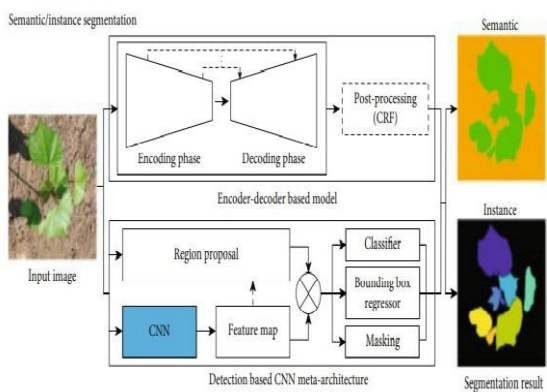 Semantic/instance segmentation
Semantic
Post-processing
(CRF)
Encoding phase
Decoding phase
Encoder-decoder based model
Input image
Instance
Region proposal
Classifier
Bounding box
regressor
CNN
Feature map
Masking
Detection based CNN meta-architecture
Segmentation result